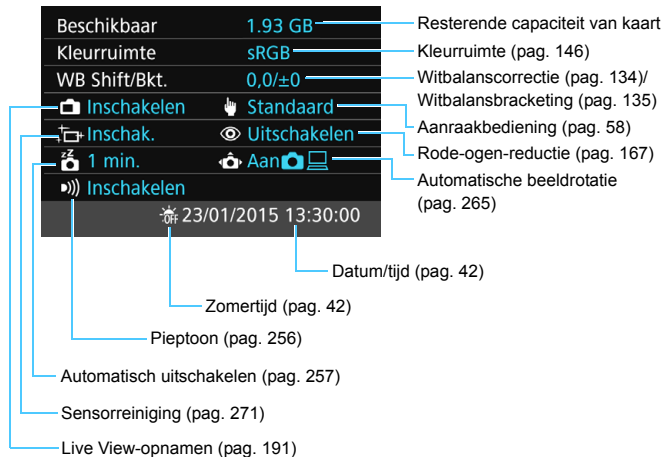 Beschikbaar 1.93 GB
Kleurruimte sRGB
WB Shift/Bkt. 0,0/±0
Inschakelen Standaard
Inschak. Uitschakelen
zZ 1 min. Aan
Inschakelen
OFF 23/01/2015 13:30:00
Resterende capaciteit van kaart
Kleurruimte (pag. 146)
Witbalanscorrectie (pag. 134)/
Witbalansbracketing (pag. 135)
Aanraakbediening (pag. 58)
Rode-ogen-reductie (pag. 167)
Automatische beeldrotatie
(pag. 265)
Datum/tijd (pag. 42)
Zomertijd (pag. 42)
Pieptoon (pag. 256)
Automatisch uitschakelen (pag. 257)
Sensorreiniging (pag. 271)
Live View-opnamen (pag. 191)